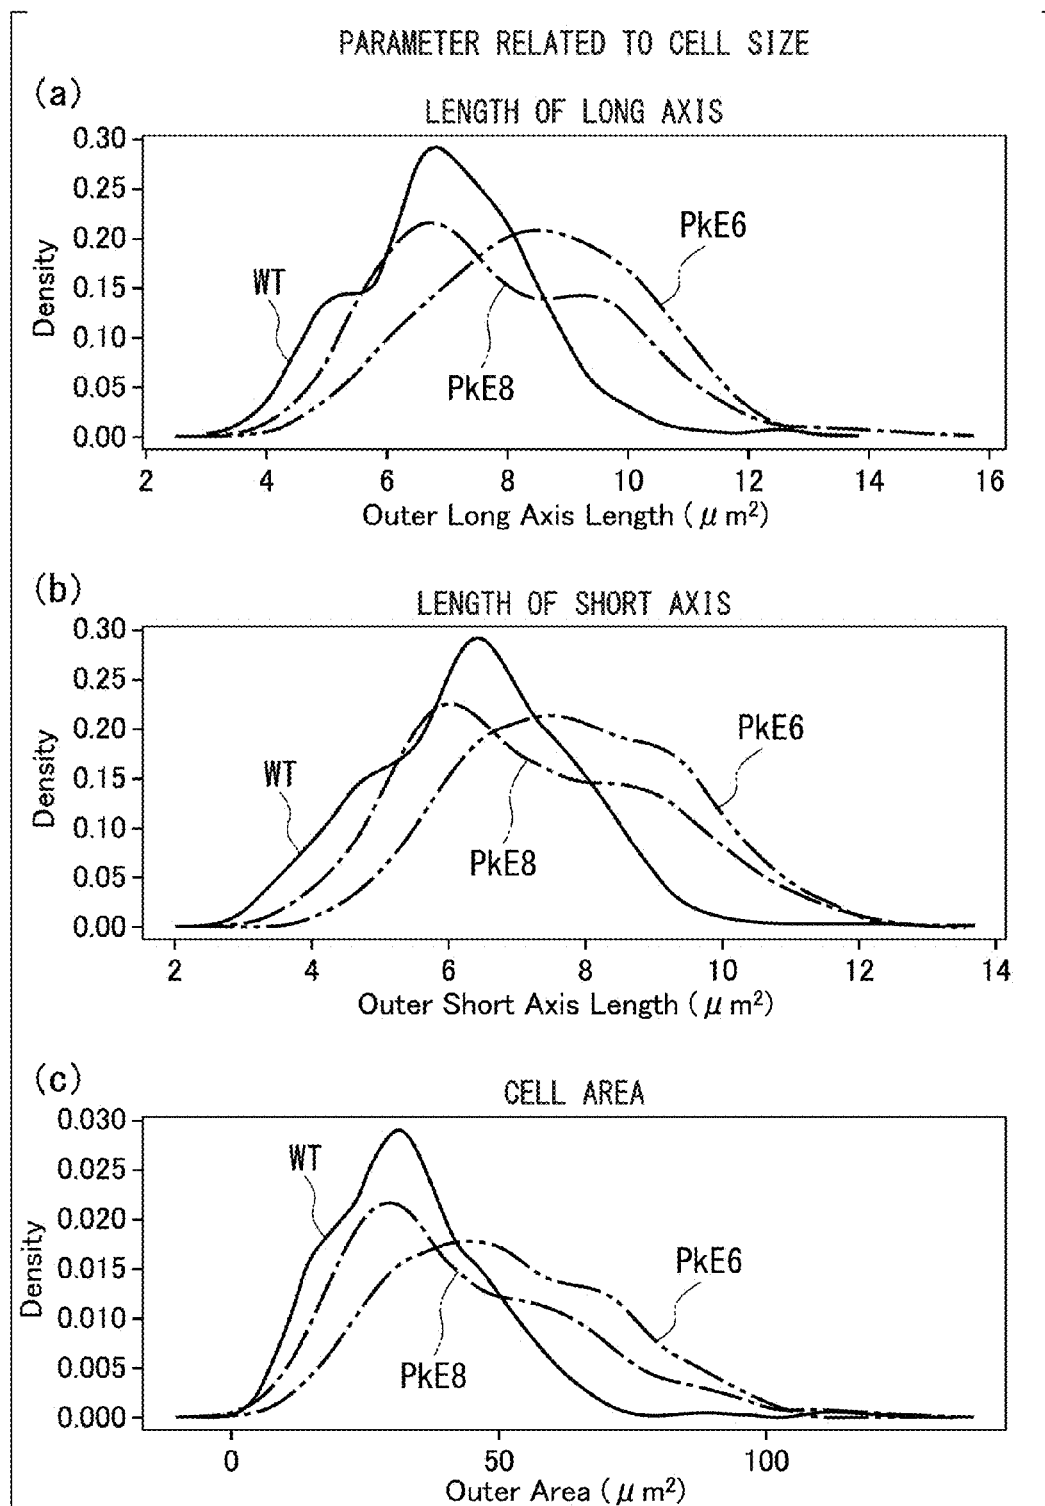 PARAMETER RELATED TO CELL SIZE
(a)
LENGTH OF LONG AXIS
0.30
0.25
0.20
0.15
0.10
0.05
0.00
Density
WT
PkE8
PkE6
2 4 6 8 10 12 14 16
Outer Long Axis Length (μm²)
(b)
LENGTH OF SHORT AXIS
0.30
0.25
0.20
0.15
0.10
0.05
0.00
Density
WT
PkE8
PkE6
2 4 6 8 10 12 14
Outer Short Axis Length (μm²)
(c)
CELL AREA
0.030
0.025
0.020
0.015
0.010
0.005
0.000
Density
WT
PkE8
PkE6
0 50 100
Outer Area (μm²)